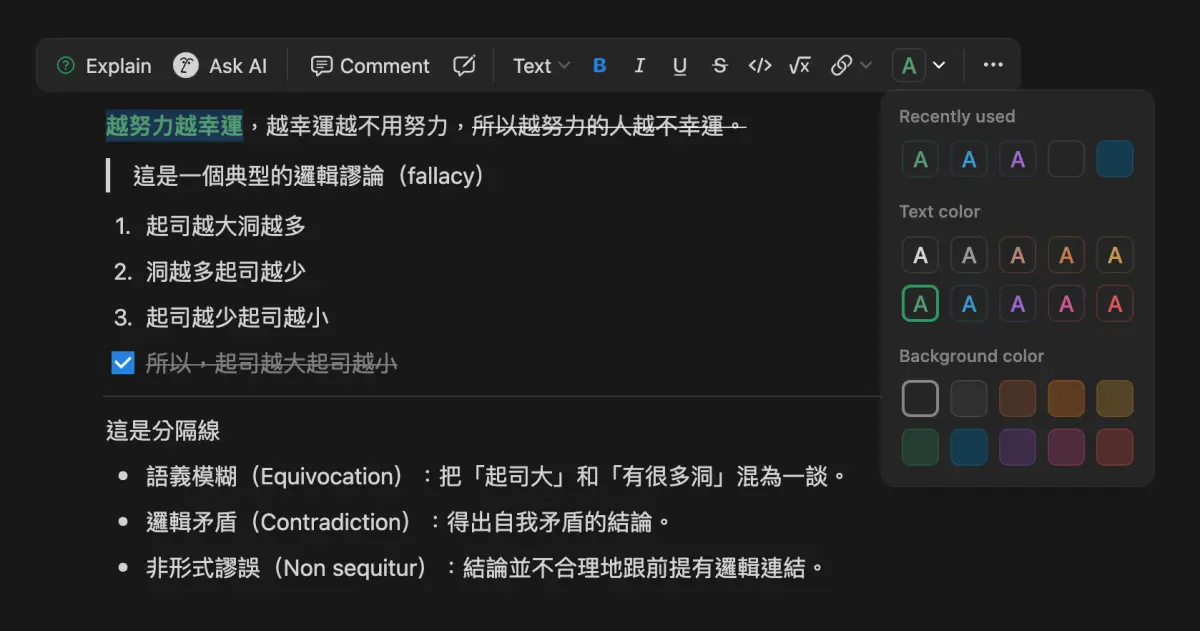 Explain Ask AI Comment Text B I U S </> √x A
越努力越幸運，越幸運越不用努力，所以越努力的人越不幸運。
這是一個典型的邏輯謬論（fallacy）
1. 起司越大洞越多
2. 洞越多起司越少
3. 起司越少起司越小
所以，起司越大起司越小
這是分隔線
• 語義模糊（Equivocation）：把「起司大」和「有很多洞」混為一談。
• 邏輯矛盾（Contradiction）：得出自我矛盾的結論。
• 非形式謬誤（Non sequitur）：結論並不合理地跟前提有邏輯連結。
Recently used
A A A
Text color
A A A A A
A A A A A
Background color